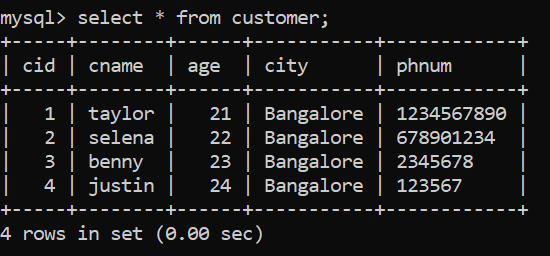 mysql> select * from customer;
+-----+--------+------+-----------+------------+
| cid | cname  | age  | city      | phnum      |
+-----+--------+------+-----------+------------+
|   1 | taylor |   21 | Bangalore | 1234567890 |
|   2 | selena |   22 | Bangalore | 678901234  |
|   3 | benny  |   23 | Bangalore | 2345678    |
|   4 | justin |   24 | Bangalore | 123567     |
+-----+--------+------+-----------+------------+
4 rows in set (0.00 sec)